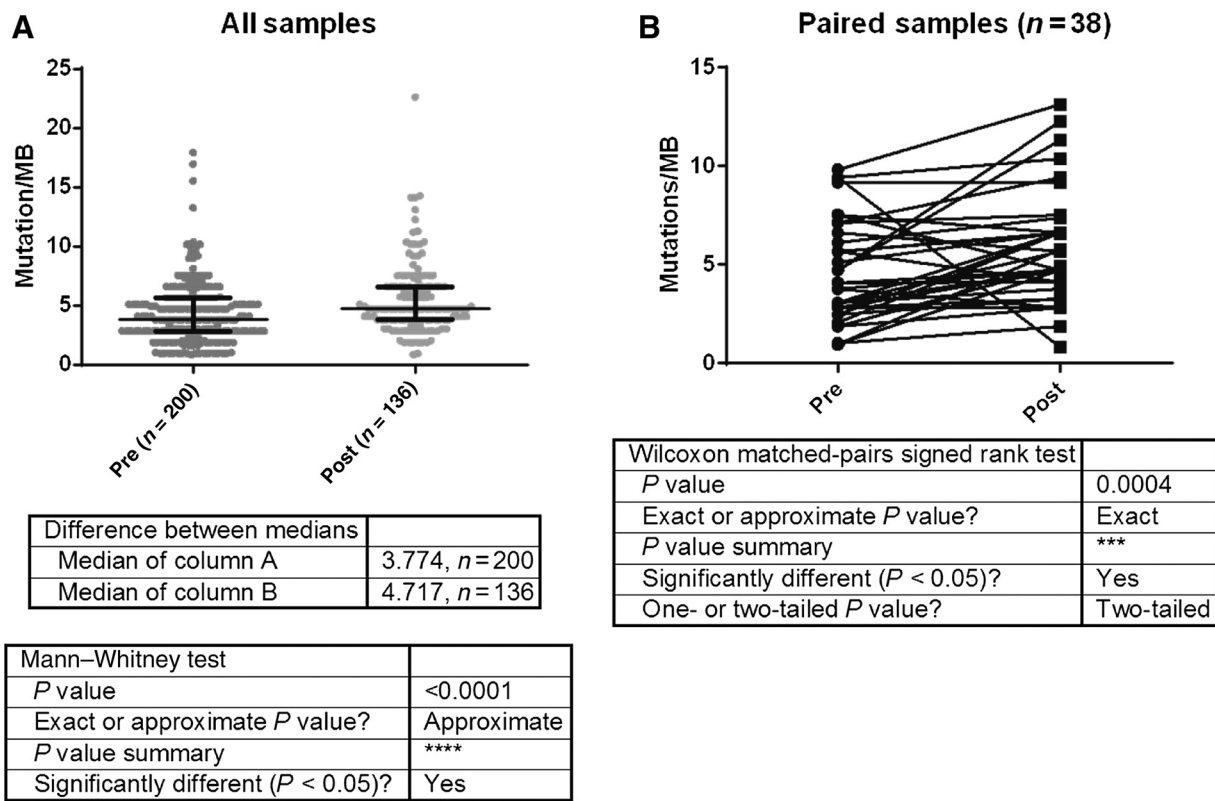 A
All samples
Mutation/MB
25
20
15
10
5
0
Pre (n = 200)
Post (n = 136)
Difference between medians
Median of column A 3.774, n = 200
Median of column B 4.717, n = 136
Mann–Whitney test
P value <0.0001
Exact or approximate P value? Approximate
P value summary ****
Significantly different (P < 0.05)? Yes
B
Paired samples (n = 38)
Mutations/MB
15
10
5
0
Pre
Post
Wilcoxon matched-pairs signed rank test
P value 0.0004
Exact or approximate P value? Exact
P value summary ***
Significantly different (P < 0.05)? Yes
One- or two-tailed P value? Two-tailed